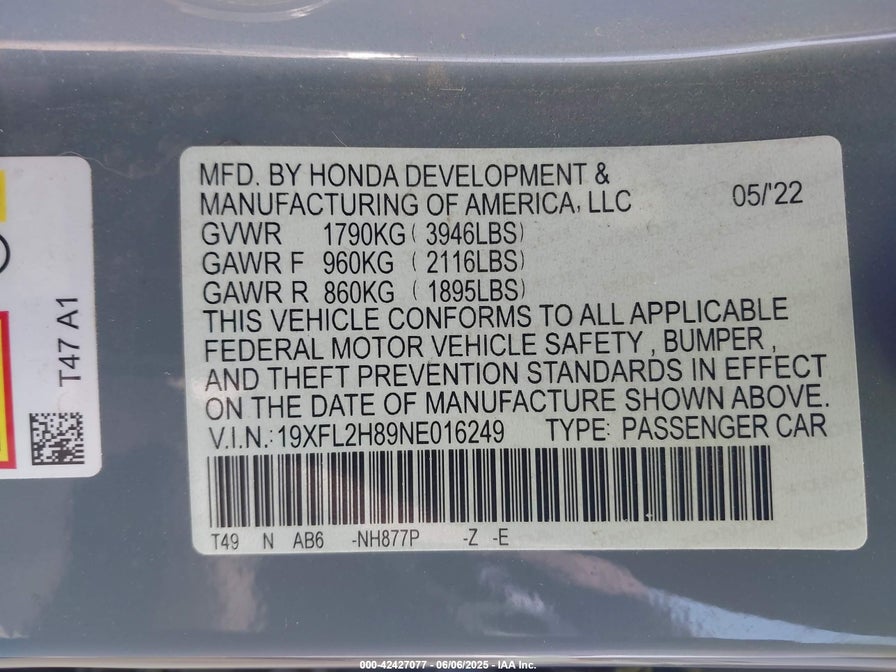 MFD. BY HONDA DEVELOPMENT &
MANUFACTURING OF AMERICA, LLC 05/'22
GVWR 1790KG ( 3946LBS)
GAWR F 960KG ( 2116LBS)
GAWR R 860KG ( 1895LBS)
THIS VEHICLE CONFORMS TO ALL APPLICABLE
FEDERAL MOTOR VEHICLE SAFETY , BUMPER ,
AND THEFT PREVENTION STANDARDS IN EFFECT
ON THE DATE OF MANUFACTURE SHOWN ABOVE.
V.I.N.: 19XFL2H89NE016249 TYPE: PASSENGER CAR
T49 N AB6 -NH877P -Z -E
T47 A1
000-42427077 - 06/06/2025 - IAA Inc.